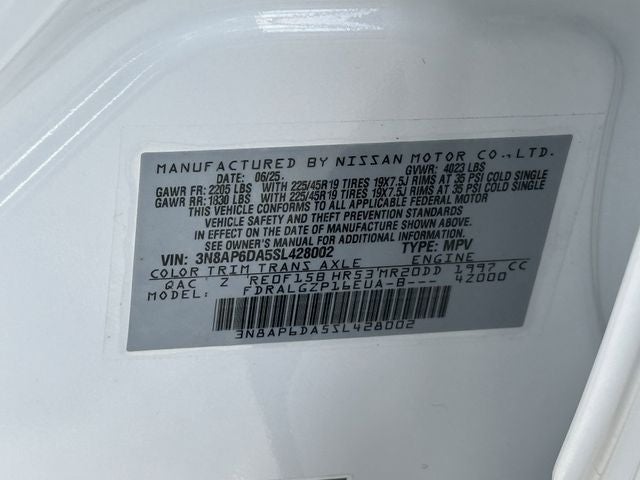 MANUFACTURED BY NISSAN MOTOR CO., LTD.
DATE: 06/25. GVWR: 4023 LBS
GAWR FR: 2205 LBS WITH 225/45R19 TIRES 19X7.5J RIMS AT 35 PSI COLD SINGLE
GAWR RR: 1830 LBS WITH 225/45R19 TIRES 19X7.5J RIMS AT 35 PSI COLD SINGLE
THIS VEHICLE CONFORMS TO ALL APPLICABLE FEDERAL MOTOR
VEHICLE SAFETY AND THEFT PREVENTION STANDARDS
IN EFFECT ON THE DATE OF MANUFACTURE SHOWN ABOVE.
SEE OWNER'S MANUAL FOR ADDITIONAL INFORMATION.
VIN: 3N8AP6DA5SL428002 TYPE: MPV
COLOR TRIM TRANS AXLE ENGINE
QAC Z RE0F15B HR53 MR20DD 1997 CC
MODEL: FDRALGZP16EUA-B--- 4Z000
3N8AP6DA5SL428002